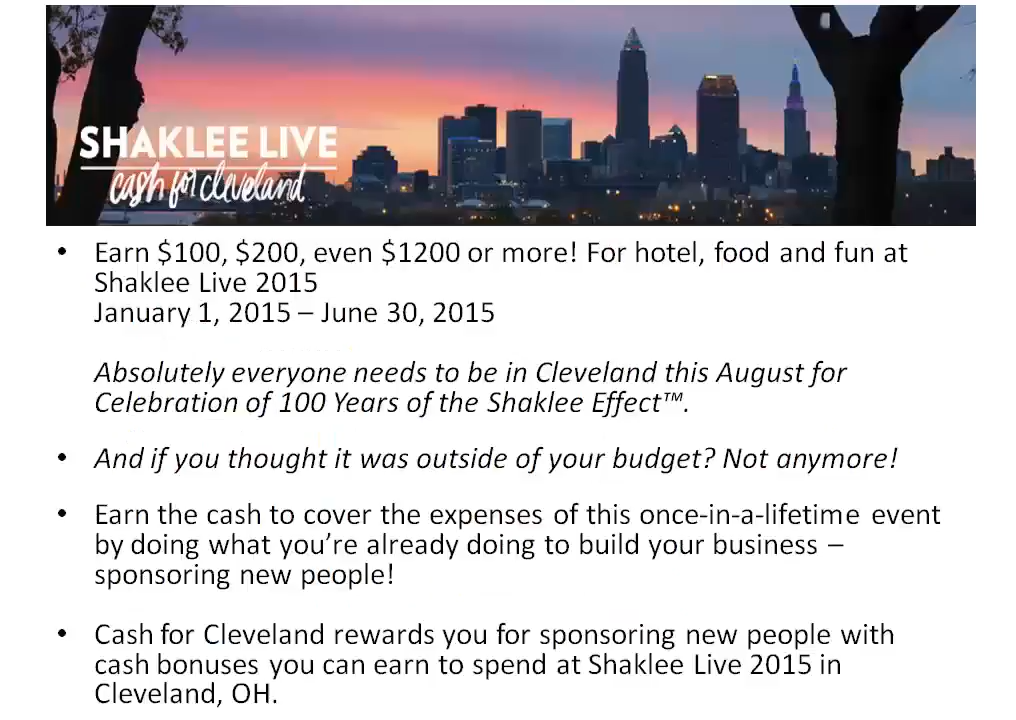 SHAKLEE LIVE
cash for cleveland
• Earn $100, $200, even $1200 or more! For hotel, food and fun at
Shaklee Live 2015
January 1, 2015 – June 30, 2015
Absolutely everyone needs to be in Cleveland this August for
Celebration of 100 Years of the Shaklee Effect™.
• And if you thought it was outside of your budget? Not anymore!
• Earn the cash to cover the expenses of this once-in-a-lifetime event
by doing what you’re already doing to build your business –
sponsoring new people!
• Cash for Cleveland rewards you for sponsoring new people with
cash bonuses you can earn to spend at Shaklee Live 2015 in
Cleveland, OH.